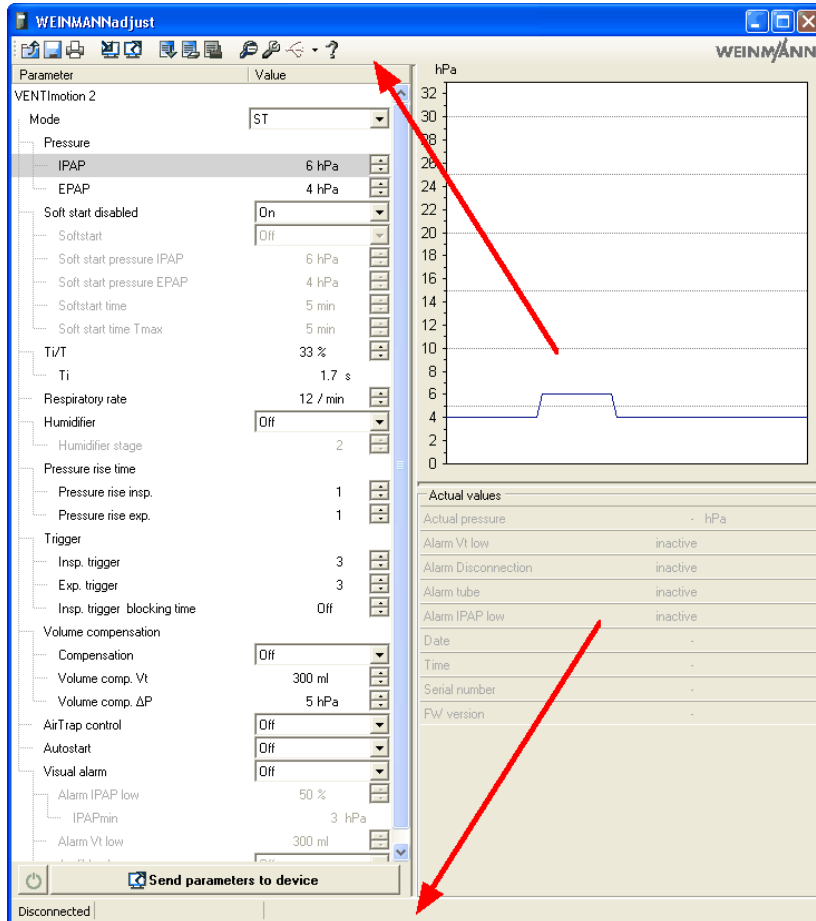 WEINMANNadjust
WEINMANN
Parameter Value
VENTImotion 2
Mode ST
Pressure
IPAP 6 hPa
EPAP 4 hPa
Soft start disabled On
Softstart Off
Soft start pressure IPAP 6 hPa
Soft start pressure EPAP 4 hPa
Softstart time 5 min
Soft start time Tmax 5 min
Ti/T 33 %
Ti 1.7 s
Respiratory rate 12 / min
Humidifier Off
Humidifier stage 2
Pressure rise time
Pressure rise insp. 1
Pressure rise exp. 1
Trigger
Insp. trigger 3
Exp. trigger 3
Insp. trigger blocking time Off
Volume compensation
Compensation Off
Volume comp. Vt 300 ml
Volume comp. ΔP 5 hPa
AirTrap control Off
Autostart Off
Visual alarm Off
Alarm IPAP low 50 %
IPAPmin 3 hPa
Alarm Vt low 300 ml
Send parameters to device
Disconnected
hPa
32
30
28
26
24
22
20
18
16
14
12
10
8
6
4
2
0
Actual values
Actual pressure - hPa
Alarm Vt low inactive
Alarm Disconnection inactive
Alarm tube inactive
Alarm IPAP low inactive
Date -
Time -
Serial number -
FW version -